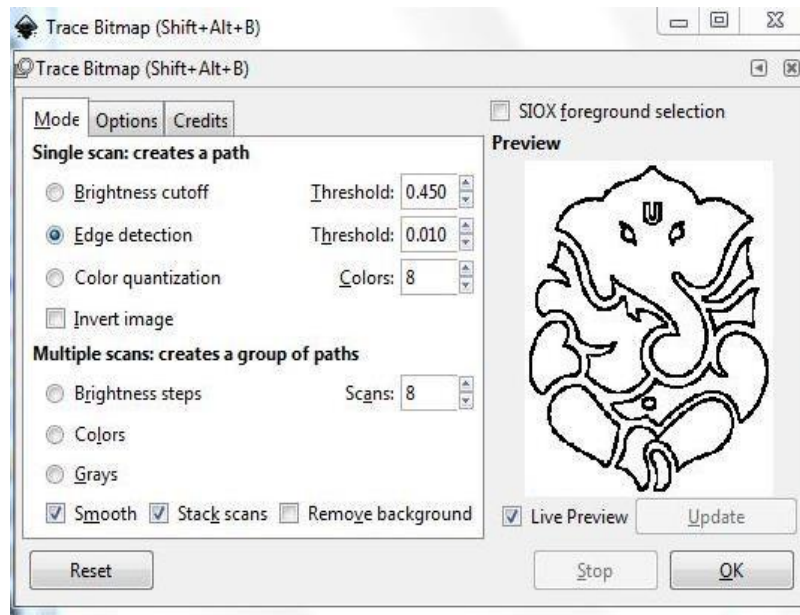 Trace Bitmap (Shift+Alt+B)
Trace Bitmap (Shift+Alt+B)
Mode Options Credits
Single scan: creates a path
Brightness cutoff Threshold: 0.450
Edge detection Threshold: 0.010
Color quantization Colors: 8
Invert image
Multiple scans: creates a group of paths
Brightness steps Scans: 8
Colors
Grays
Smooth Stack scans Remove background
SIOX foreground selection
Preview
Live Preview Update
Reset Stop OK